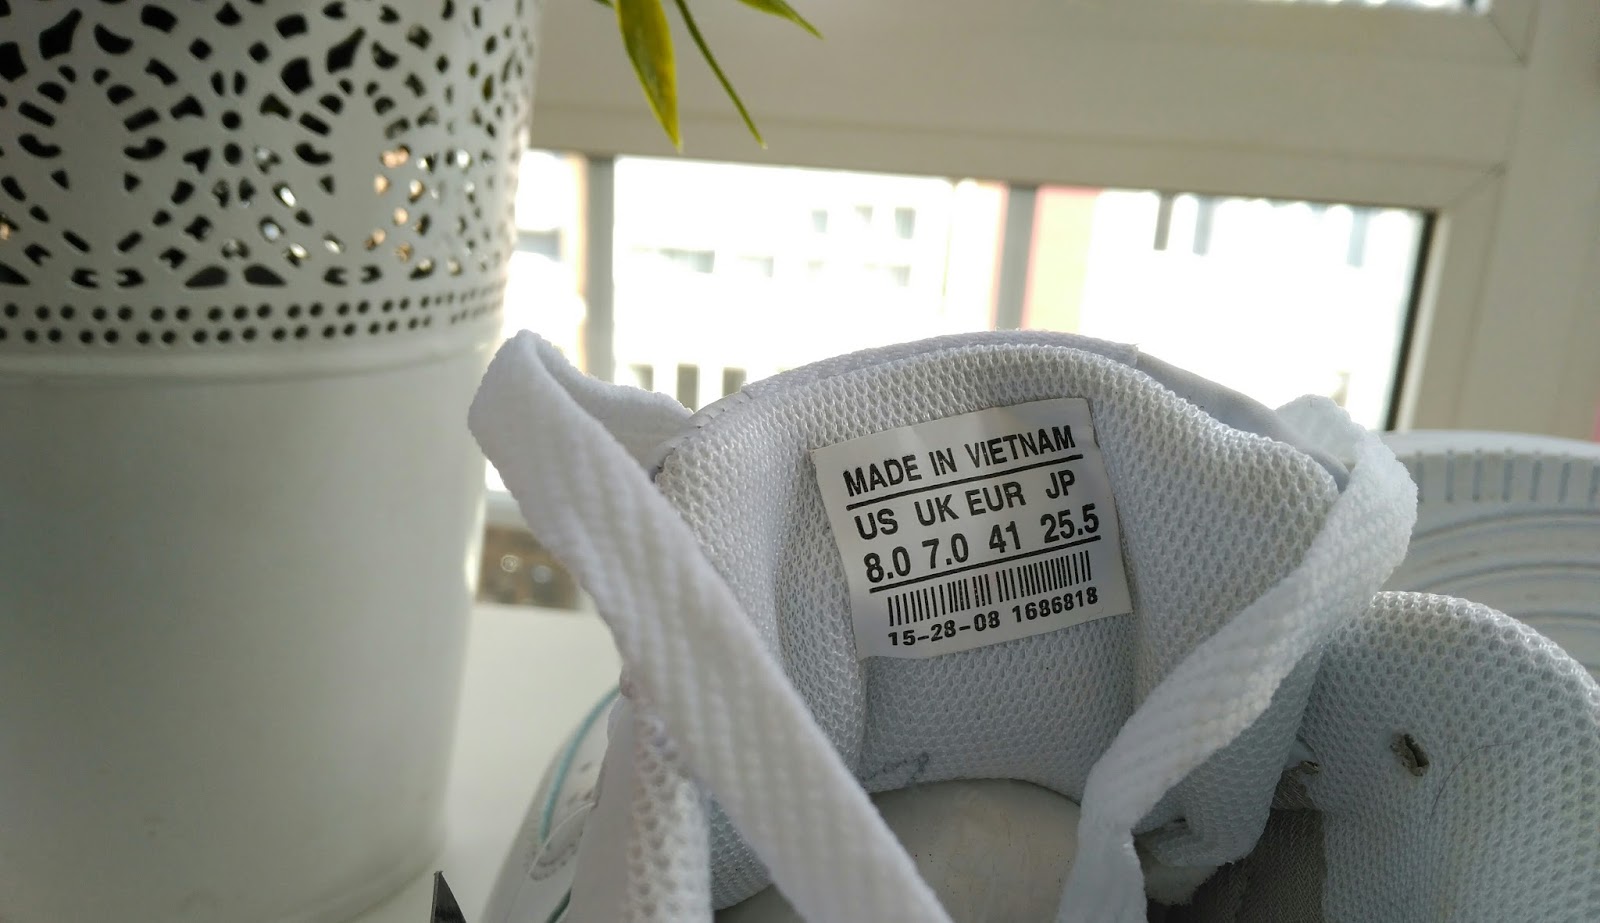 MADE IN VIETNAM
US UK EUR JP
8.0 7.0 41 25.5
15-28-08 1686818